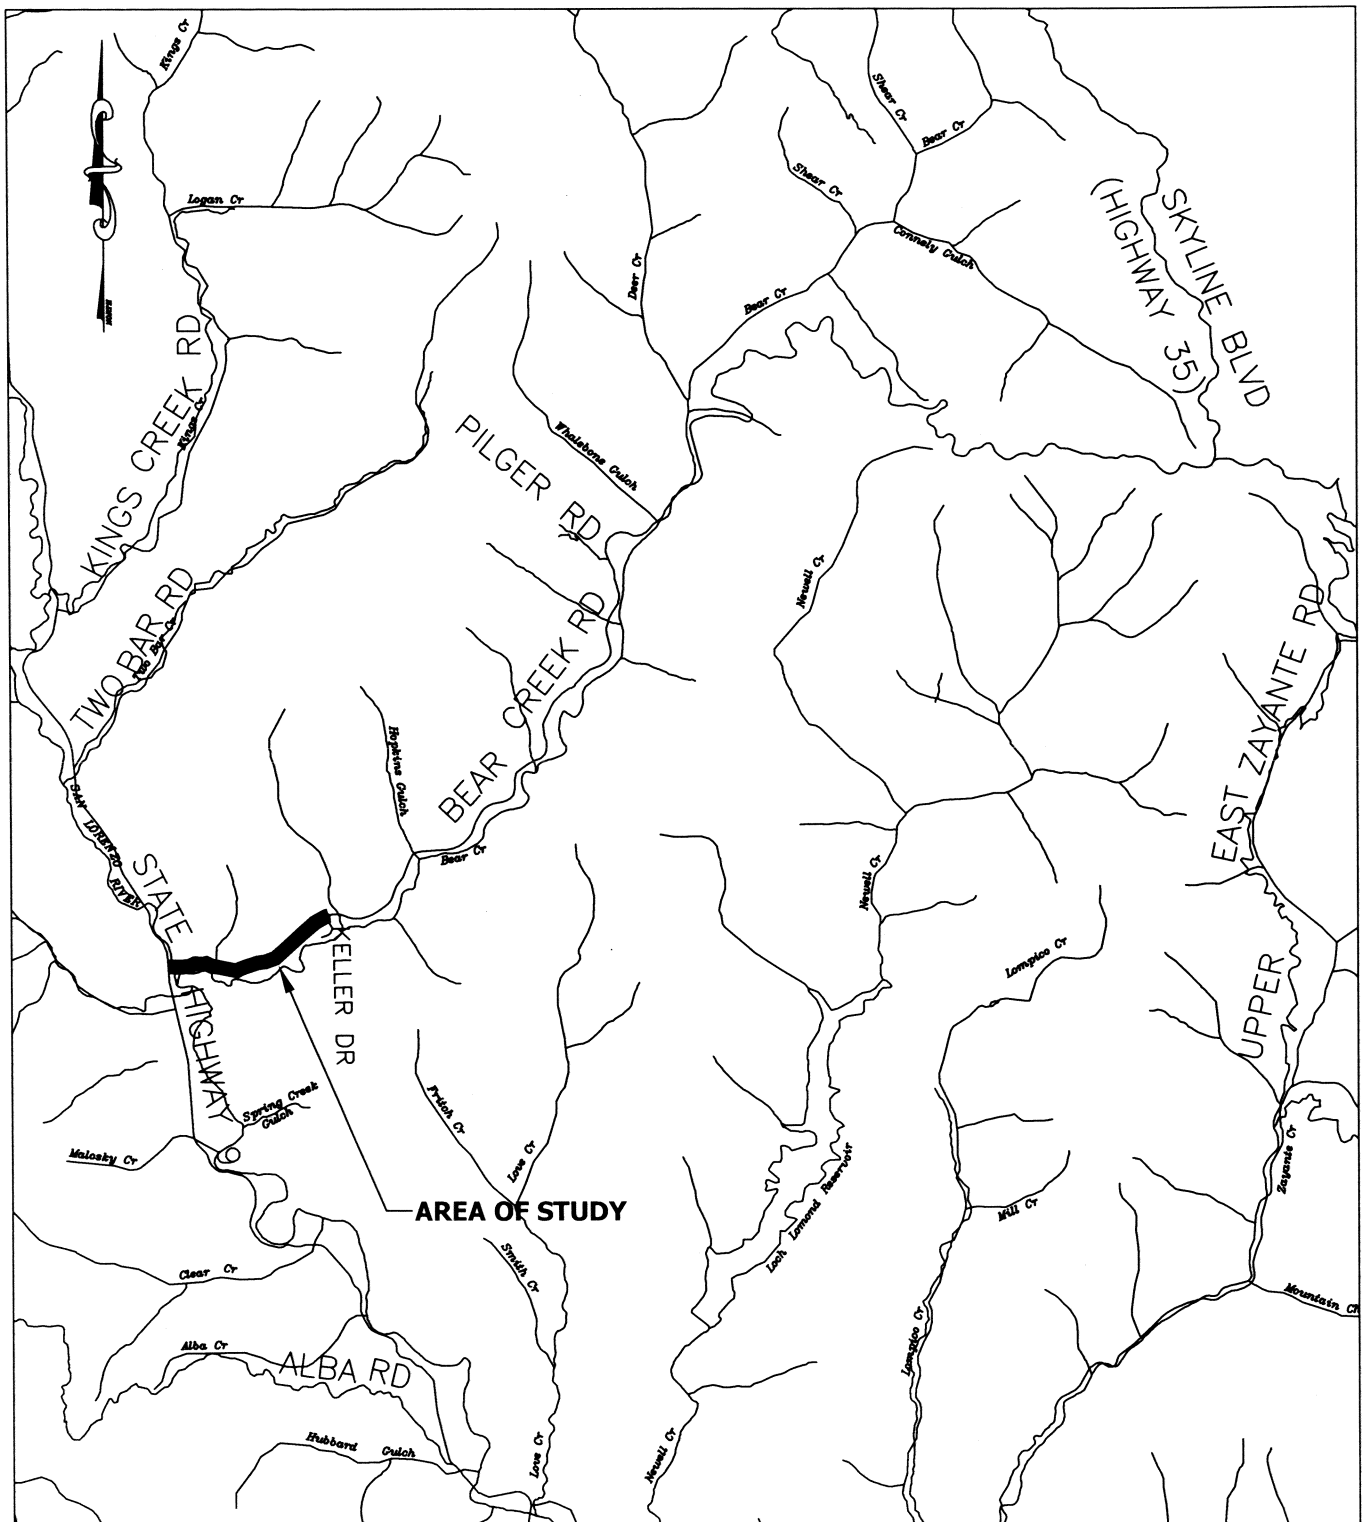 Kings Cr
NORTH
Logan Cr
Shear Cr
Bear Cr
Shear Cr
Connely Gulch
Deer Cr
Bear Cr
SKYLINE BLVD
(HIGHWAY 35)
KINGS CREEK RD
Kings Cr
PILGER RD
Whalebone Gulch
TWO BAR RD
Two Bar Cr
BEAR CREEK RD
Newell Cr
EAST ZAYANTE RD
Hopkins Gulch
Bear Cr
SAN LORENZO RIVER
STATE
HIGHWAY
9
KELLER DR
Newell Cr
Lompico Cr
UPPER
Spring Creek
Gulch
Malosky Cr
Fritch Cr
Love Cr
AREA OF STUDY
Loch Lomond Reservoir
Zayante Cr
Mill Cr
Clear Cr
Smith Cr
Mountain Ch
Alba Cr
ALBA RD
Lompico Cr
Hubbard Gulch
Love Cr
Newell Cr